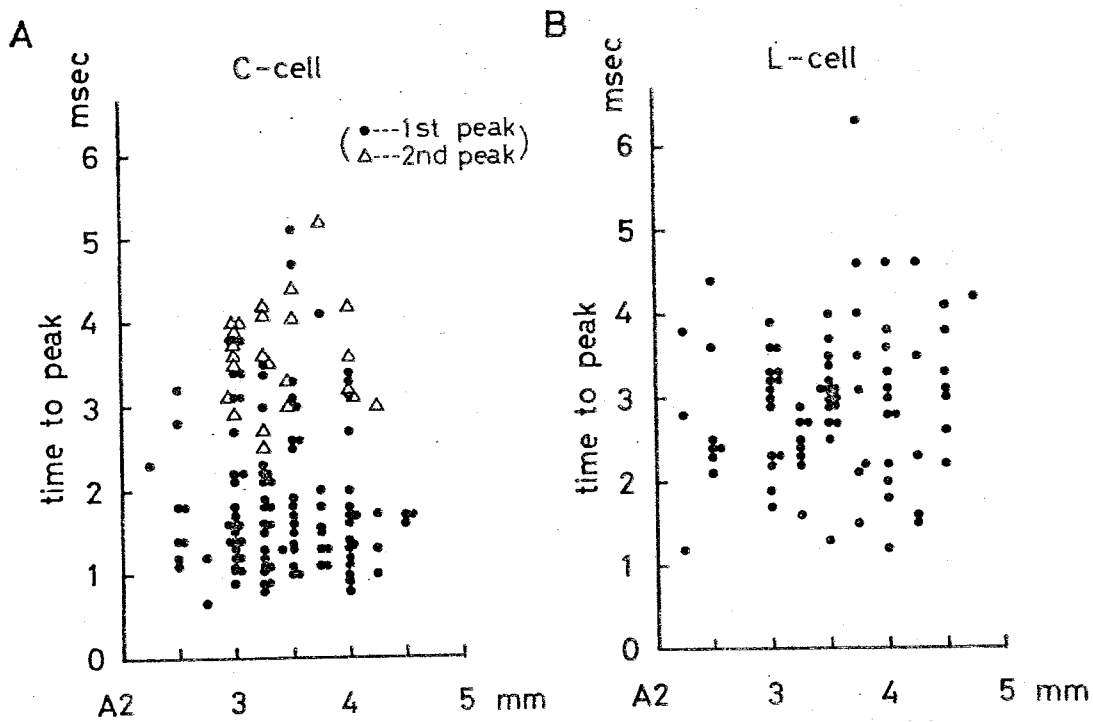 A
C-cell
msec
(●---1st peak)
△---2nd peak
6
5
4
3
2
1
0
time to peak
A2 3 4 5 mm
B
L-cell
msec
6
5
4
3
2
1
0
time to peak
A2 3 4 5 mm